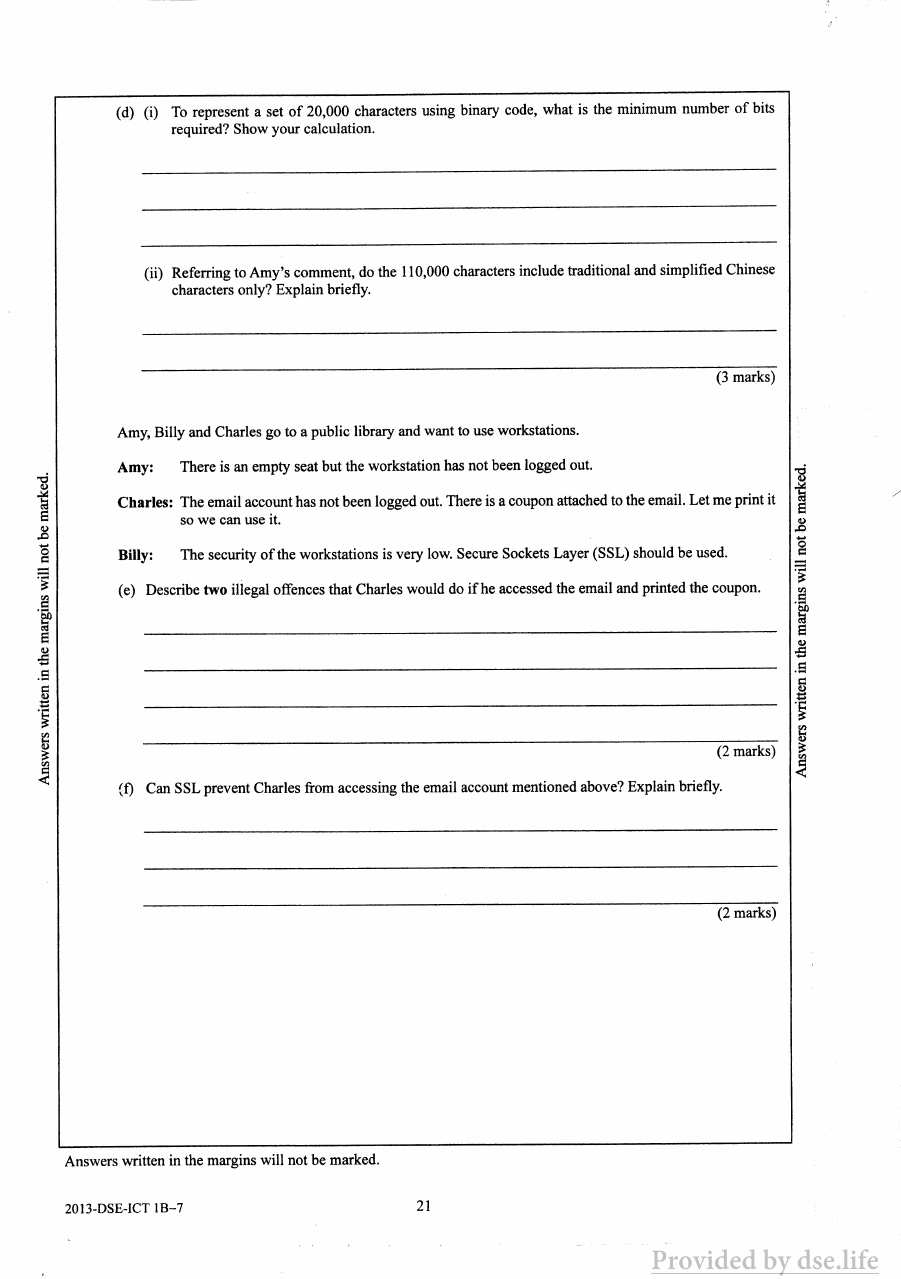 (d) (i) To represent a set of 20,000 characters using binary code, what is the minimum number of bits
required? Show your calculation.
(ii) Referring to Amy's comment, do the 110,000 characters include traditional and simplified Chinese
characters only? Explain briefly.
(3 marks)
Amy, Billy and Charles go to a public library and want to use workstations.
Amy: There is an empty seat but the workstation has not been logged out.
Charles: The email account has not been logged out. There is a coupon attached to the email. Let me print it
so we can use it.
Billy: The security of the workstations is very low. Secure Sockets Layer (SSL) should be used.
(e) Describe two illegal offences that Charles would do if he accessed the email and printed the coupon.
(2 marks)
(f) Can SSL prevent Charles from accessing the email account mentioned above? Explain briefly.
(2 marks)
Answers written in the margins will not be marked.
Answers written in the margins will not be marked.
Answers written in the margins will not be marked.
2013-DSE-ICT 1B–7
21
Provided by dse.life